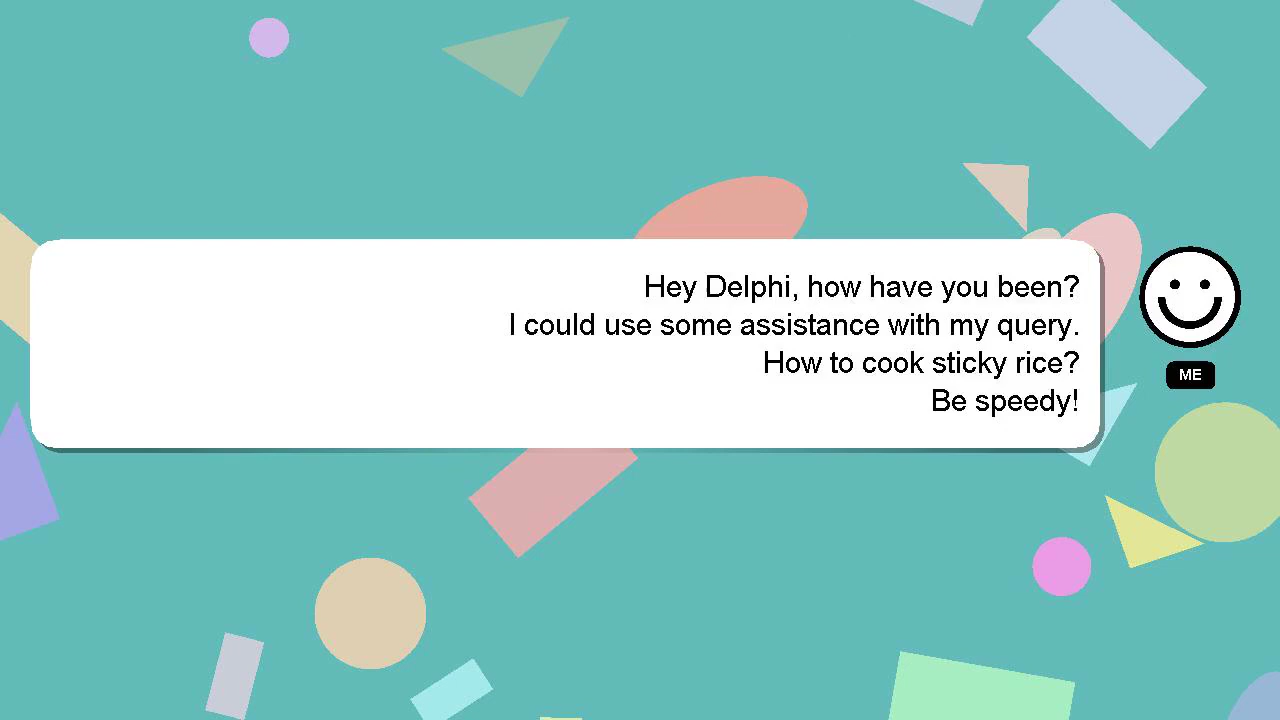 Hey Delphi, how have you been?
I could use some assistance with my query.
How to cook sticky rice?
Be speedy!
ME